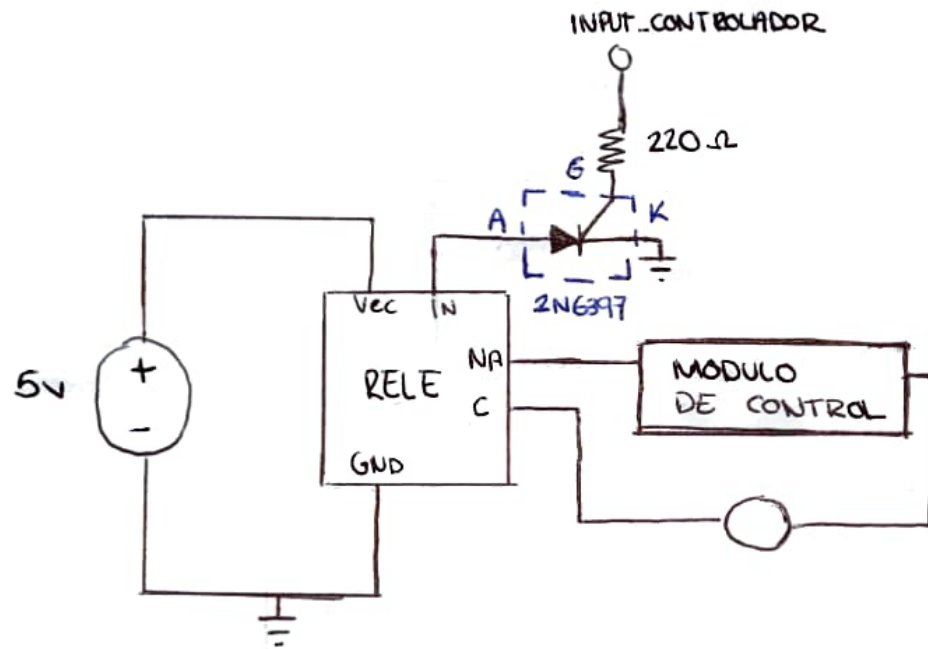 INPUT_CONTROLADOR
220 Ω
G
A
K
2N6397
Vcc
IN
5v
+
-
RELE
NA
C
GND
MODULO
DE CONTROL